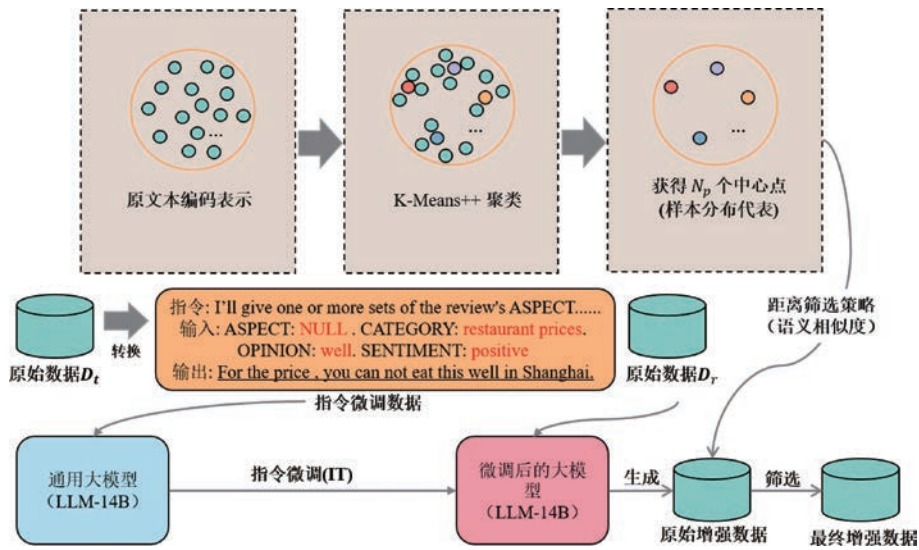 ...
...
...
原文本编码表示
K-Means++ 聚类
获得 Np 个中心点
(样本分布代表)
距离筛选策略
(语义相似度)
指令: I'll give one or more sets of the review's ASPECT......
输入: ASPECT: NULL . CATEGORY: restaurant prices.
OPINION: well. SENTIMENT: positive
输出: For the price , you can not eat this well in Shanghai.
转换
原始数据Dt
原始数据Dr
指令微调数据
通用大模型
(LLM-14B)
指令微调(IT)
微调后的大模
型
(LLM-14B)
生成
筛选
原始增强数据
最终增强数据